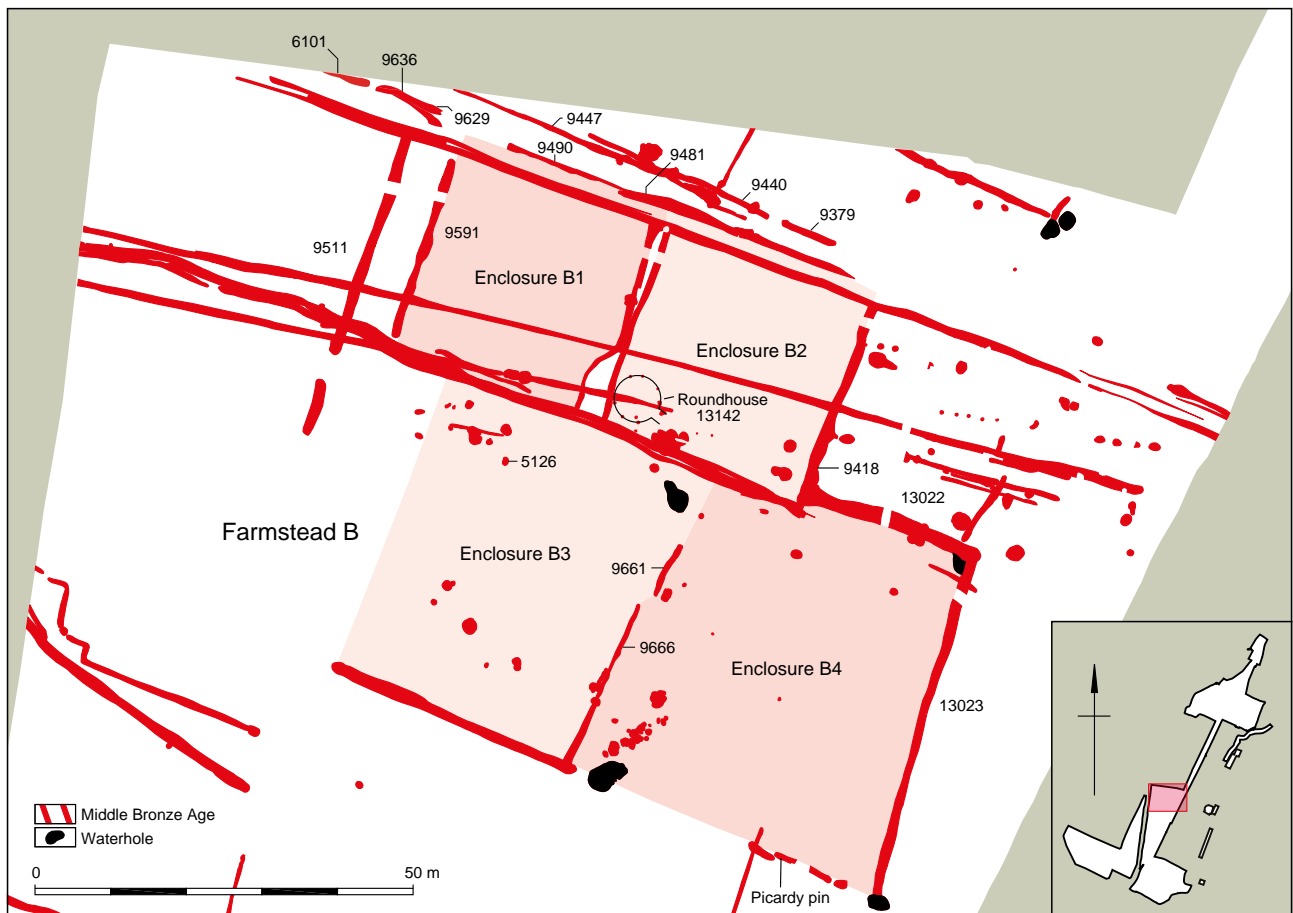 6101
9636
9629
9447
9490
9481
9440
9379
9511
9591
Enclosure B1
Enclosure B2
Roundhouse
13142
5126
9418
13022
Farmstead B
Enclosure B3
9661
9666
Enclosure B4
13023
Middle Bronze Age
Waterhole
0
50 m
Picardy pin